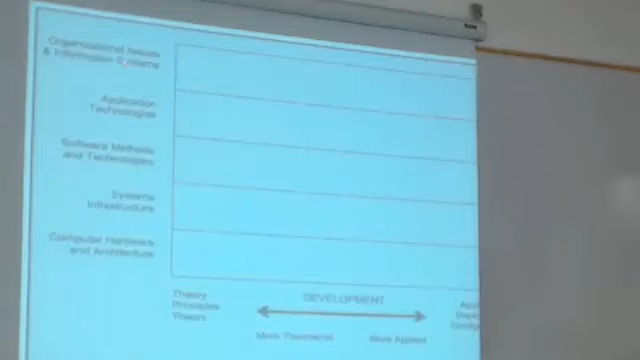 Organizational Issues
& Information Systems
Application
Technologies
Software Methods
and Technologies
Systems
Infrastructure
Computer Hardware
and Architecture
Theory
Principles
DEVELOPMENT
More Theoretical
More Applied